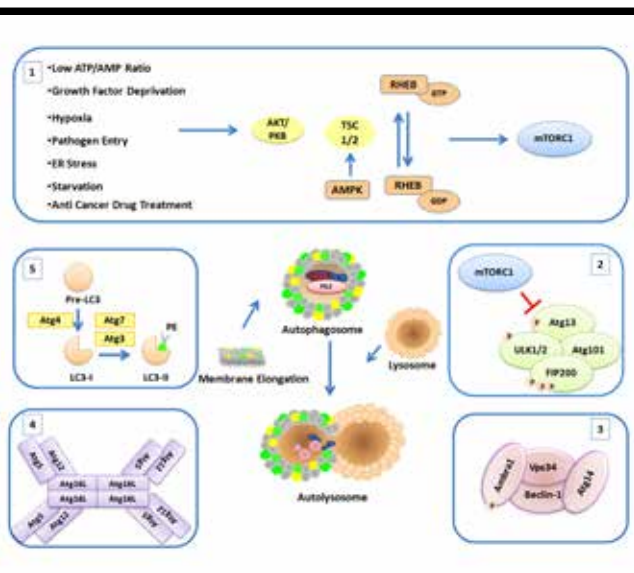 1
•Low ATP/AMP Ratio
•Growth Factor Deprivation
•Hypoxia
•Pathogen Entry
•ER Stress
•Starvation
•Anti Cancer Drug Treatment
AKT/
PKB
TSC
1/2
AMPK
RHEB
GTP
RHEB
GDP
mTORC1
5
Pre-LC3
Atg4
Atg7
Atg3
PE
LC3-I
LC3-II
Autophagosome
Membrane Elongation
Lysosome
Autolysosome
2
mTORC1
P
Atg13
ULK1/2
Atg101
FIP200
P
P
P
4
Atg5
Atg12
Atg5
Atg12
Atg16L
Atg16L
Atg16L
Atg16L
Atg5
Atg12
Atg5
Atg12
3
Ambra1
Vps34
Beclin-1
Atg14
P